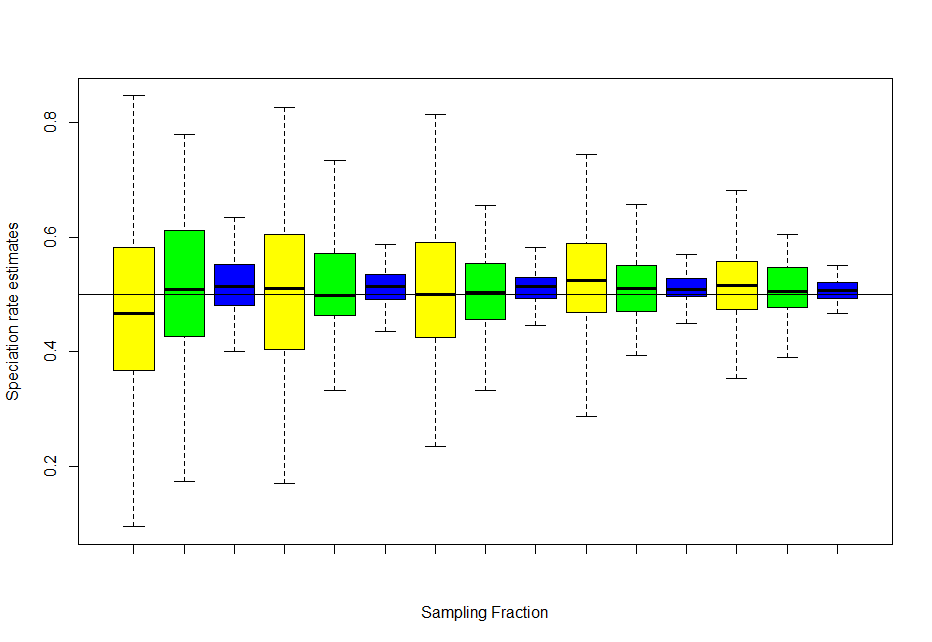 Speciation rate estimates
0.8
0.6
0.4
0.2
Sampling Fraction